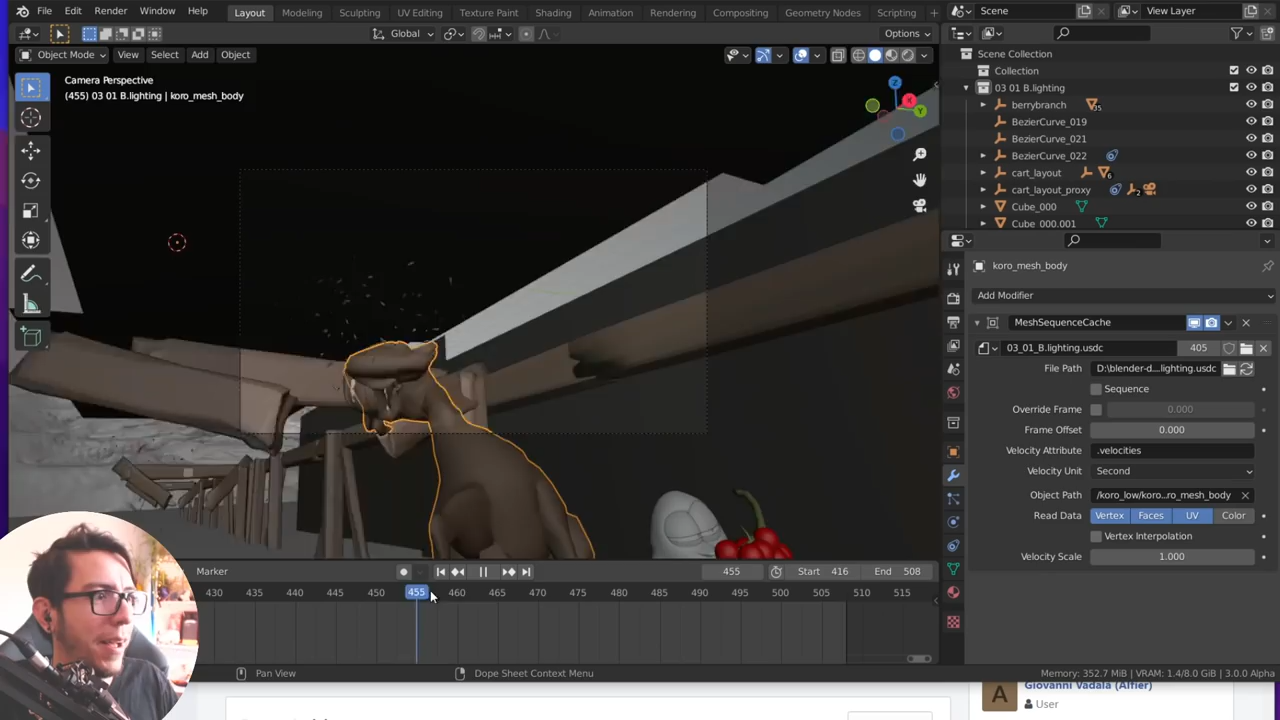 File Edit Render Window Help Layout Modeling Sculpting UV Editing Texture Paint Shading Animation Rendering Compositing Geometry Nodes Scripting Scene View Layer
Global Options
Object Mode View Select Add Object
Camera Perspective
(455) 03 01 B.lighting | koro_mesh_body
Z
X
Y
Scene Collection
Collection
03 01 B.lighting
berrybranch 35
BezierCurve_019
BezierCurve_021
BezierCurve_022
cart_layout 6
cart_layout_proxy 2
Cube_000
Cube_000.001
koro_mesh_body
Add Modifier
MeshSequenceCache
03_01_B.lighting.usdc 405
File Path D:\blender-d...lighting.usdc
Sequence
Override Frame 0.000
Frame Offset 0.000
Velocity Attribute .velocities
Velocity Unit Second
Object Path /koro_low/koro...ro_mesh_body
Read Data Vertex Faces UV Color
Vertex Interpolation
Velocity Scale 1.000
Marker 455 Start 416 End 508
430 435 440 445 450 455 460 465 470 475 480 485 490 495 500 505 510 515
Pan View Dope Sheet Context Menu Memory: 352.7 MiB | VRAM: 1.4/8.0 GiB | 3.0.0 Alpha
A
Giovanni Vadalà (Alfier)
User